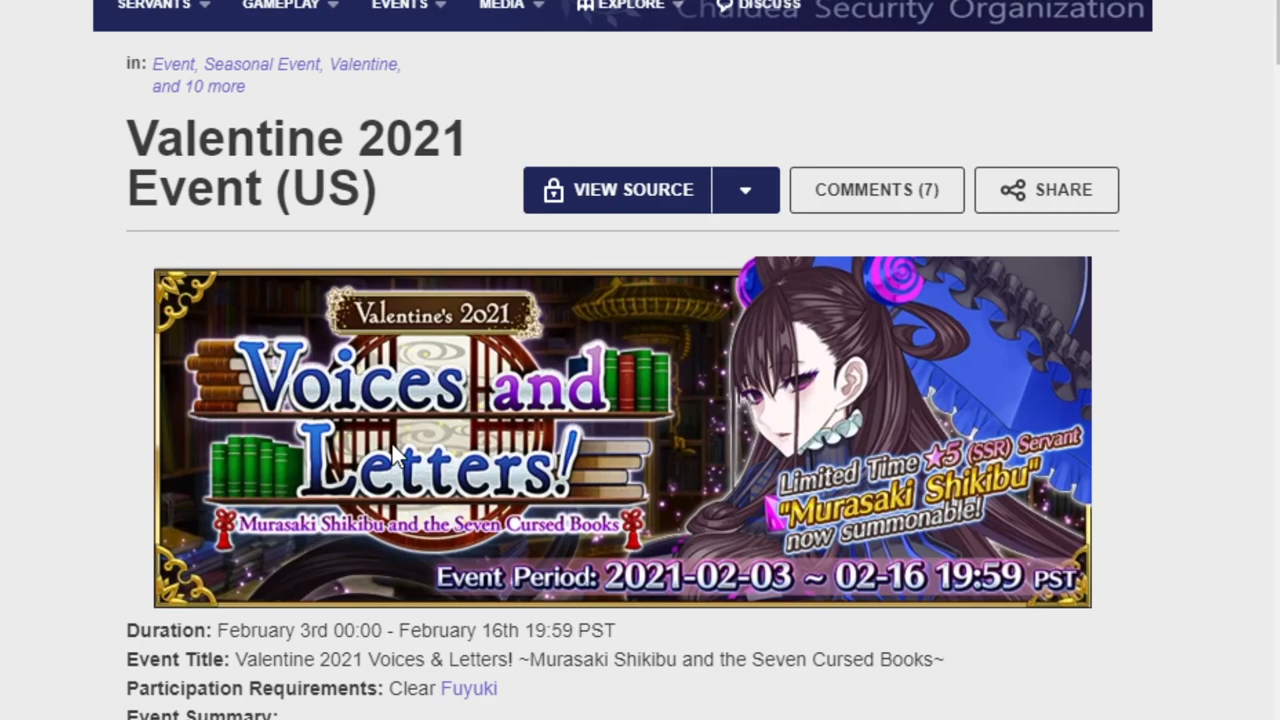 SERVANTS GAMEPLAY EVENTS MEDIA EXPLORE DISCUSS
Chaldea Security Organization
in: Event, Seasonal Event, Valentine,
and 10 more
Valentine 2021
Event (US)
VIEW SOURCE
COMMENTS (7)
SHARE
Valentine's 2021
Voices and
Letters!
Murasaki Shikibu and the Seven Cursed Books
Limited Time ★5 (SSR) Servant
"Murasaki Shikibu"
now summonable!
Event Period: 2021-02-03 ~ 02-16 19:59 PST
Duration: February 3rd 00:00 - February 16th 19:59 PST
Event Title: Valentine 2021 Voices & Letters! ~Murasaki Shikibu and the Seven Cursed Books~
Participation Requirements: Clear Fuyuki
Event Summary: